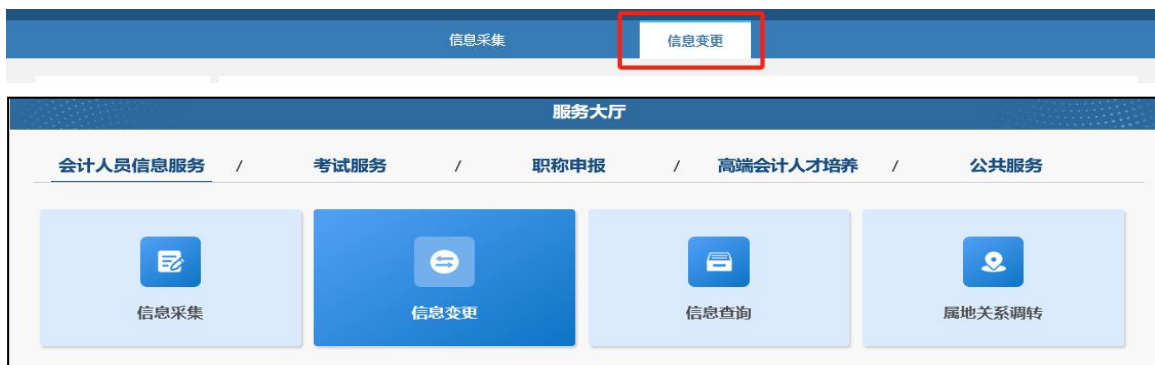 信息采集 信息变更
服务大厅
会计人员信息服务 / 考试服务 / 职称申报 / 高端会计人才培养 / 公共服务
信息采集 信息变更 信息查询 属地关系调转